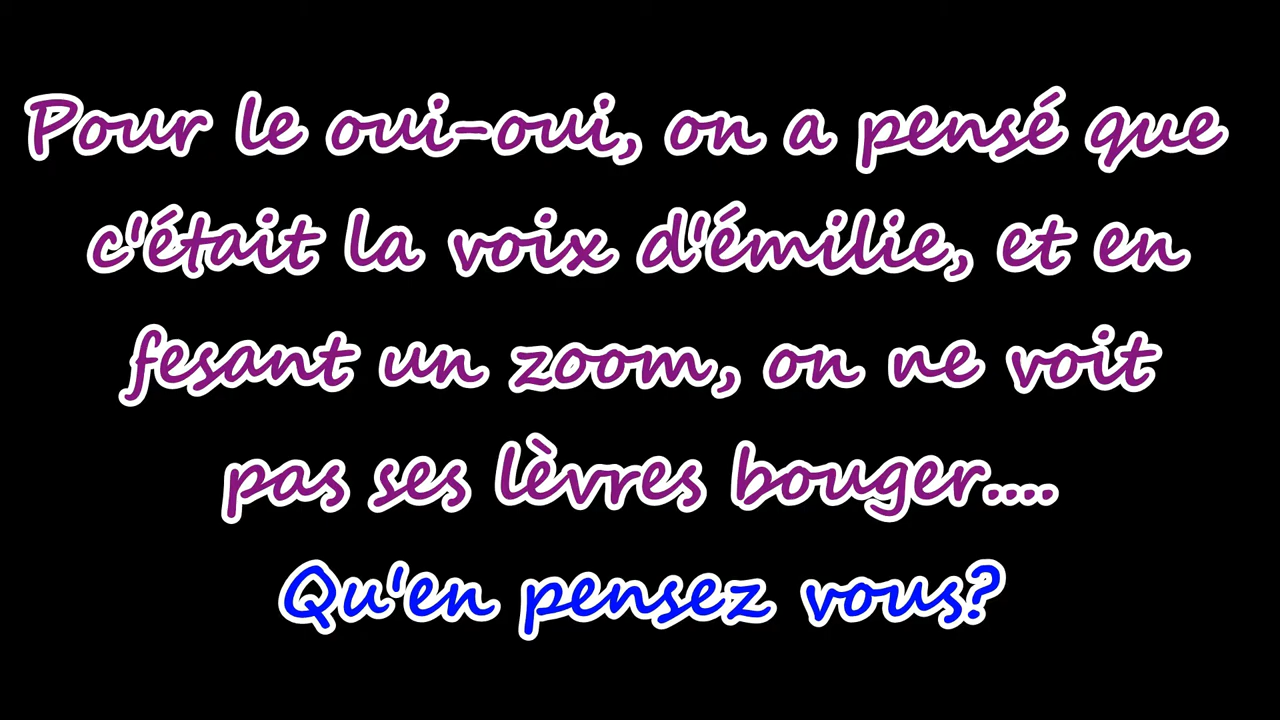 Pour le oui-oui, on a pensé que
c'était la voix d'émilie, et en
fesant un zoom, on ne voit
pas ses lèvres bouger....
Qu'en pensez vous?